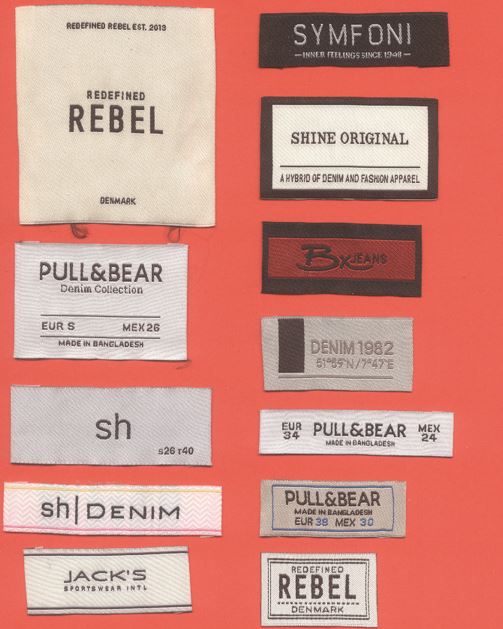 REDEFINED REBEL EST. 2013
REDEFINED
REBEL
DENMARK
PULL&BEAR
Denim Collection
EUR S MEX 26
MADE IN BANGLADESH
sh
s26 r40
sh|DENIM
JACK'S
SPORTSWEAR INTL
SYMFONI
—INNER FEELINGS SINCE 1948—
SHINE ORIGINAL
A HYBRID OF DENIM AND FASHION APPAREL
Bx JEANS
DENIM 1982
51°59"N/7°47'E
EUR 34 PULL&BEAR MEX 24
MADE IN BANGLADESH
PULL&BEAR
MADE IN BANGLADESH
EUR 38 MEX 30
REDEFINED
REBEL
DENMARK